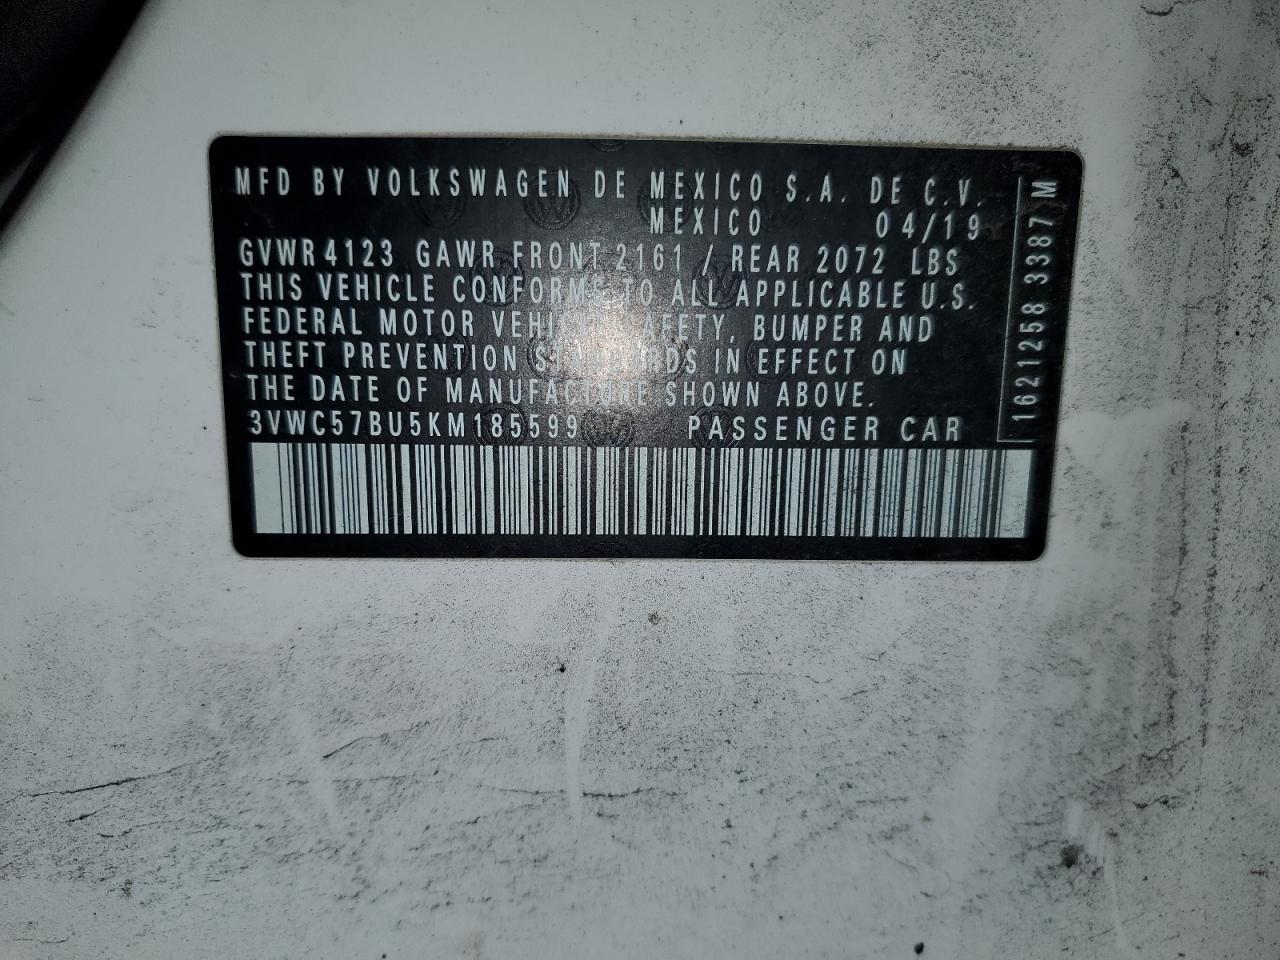 MFD BY VOLKSWAGEN DE MEXICO S.A. DE C.V.
MEXICO 04/19
GVWR 4123 GAWR FRONT 2161 / REAR 2072 LBS
THIS VEHICLE CONFORMS TO ALL APPLICABLE U.S.
FEDERAL MOTOR VEHICLE SAFETY, BUMPER AND
THEFT PREVENTION STANDARDS IN EFFECT ON
THE DATE OF MANUFACTURE SHOWN ABOVE.
3VWC57BU5KM185599 PASSENGER CAR
1621258 3387 M